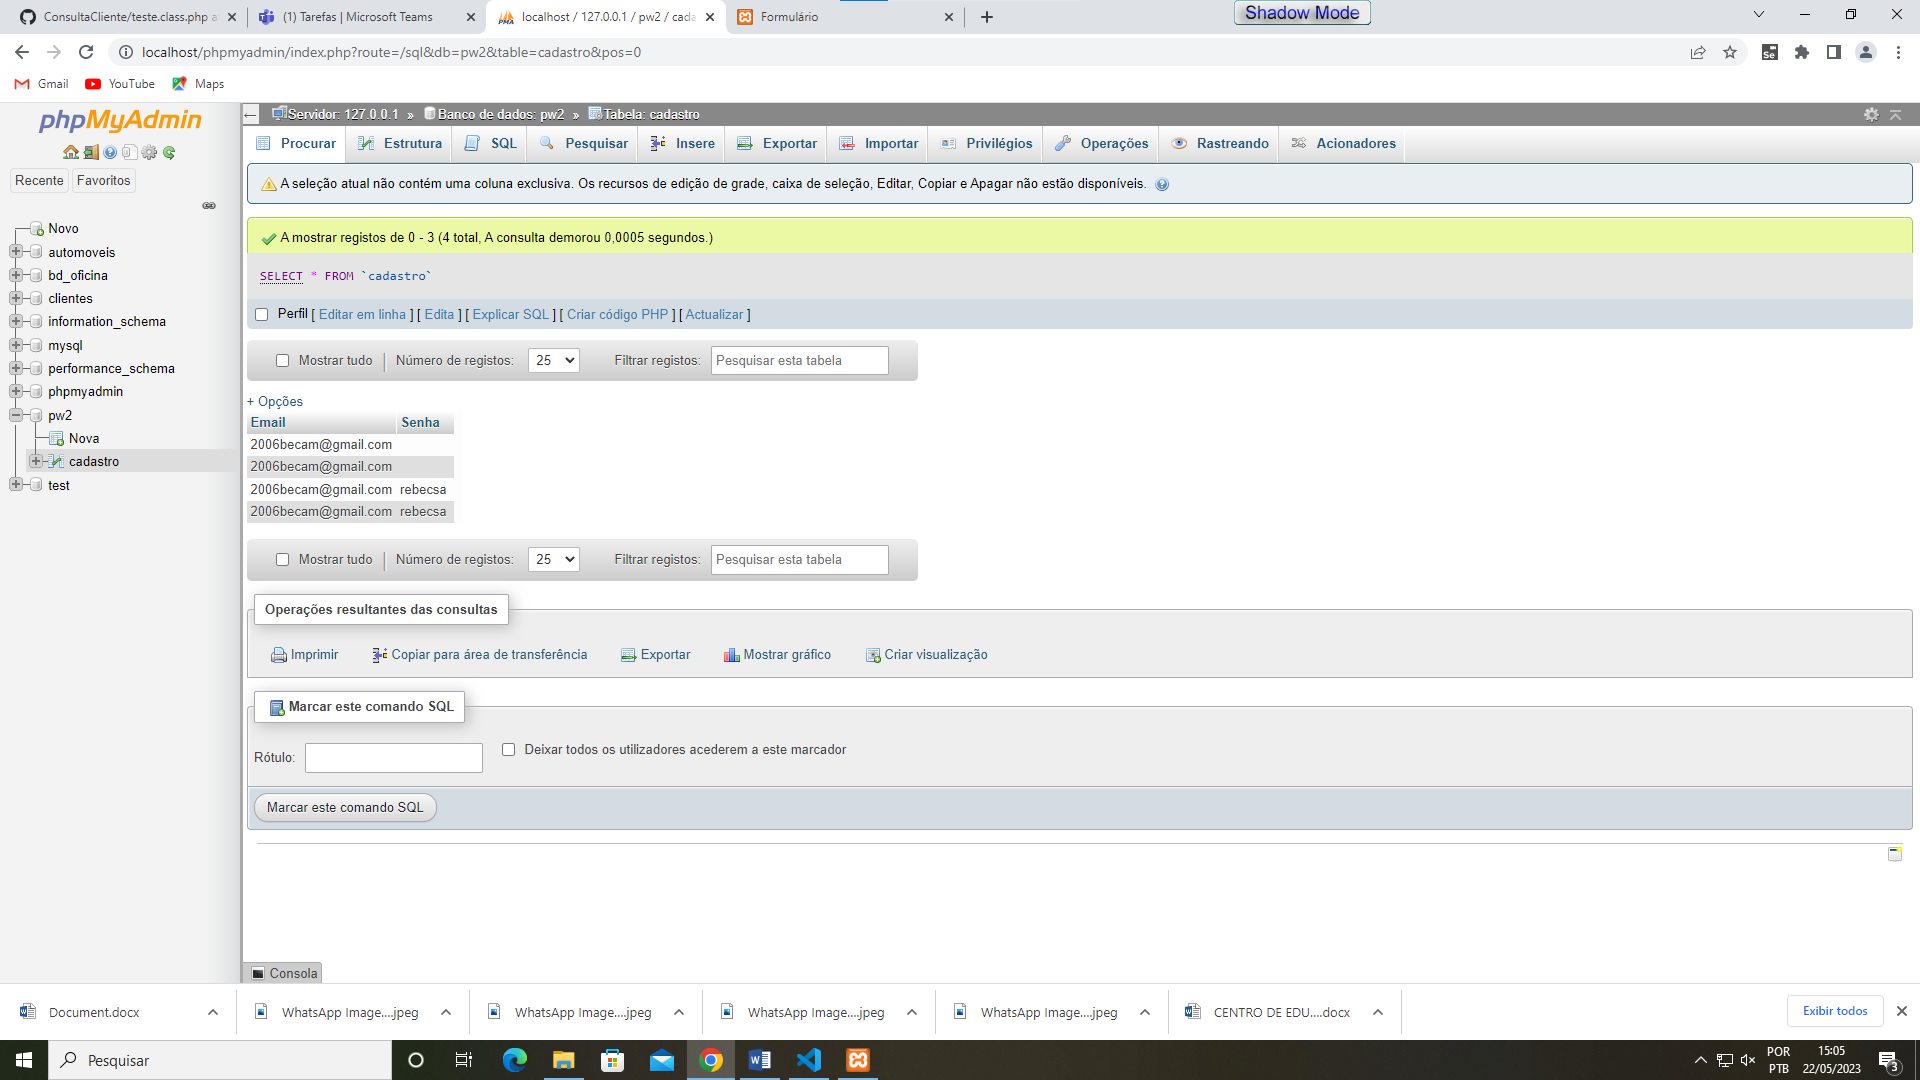 ConsultaCliente/teste.class.php a
(1) Tarefas | Microsoft Teams
localhost / 127.0.0.1 / pw2 / cada
Formulário
Shadow Mode
localhost/phpmyadmin/index.php?route=/sql&db=pw2&table=cadastro&pos=0
Gmail
YouTube
Maps
phpMyAdmin
Recente
Favoritos
Novo
automoveis
bd_oficina
clientes
information_schema
mysql
performance_schema
phpmyadmin
pw2
Nova
cadastro
test
Servidor: 127.0.0.1 » Banco de dados: pw2 » Tabela: cadastro
Procurar
Estrutura
SQL
Pesquisar
Insere
Exportar
Importar
Privilégios
Operações
Rastreando
Acionadores
A seleção atual não contém uma coluna exclusiva. Os recursos de edição de grade, caixa de seleção, Editar, Copiar e Apagar não estão disponíveis.
A mostrar registos de 0 - 3 (4 total, A consulta demorou 0,0005 segundos.)
SELECT * FROM `cadastro`
Perfil [ Editar em linha ] [ Edita ] [ Explicar SQL ] [ Criar código PHP ] [ Actualizar ]
Mostrar tudo | Número de registos: 25 Filtrar registos: Pesquisar esta tabela
+ Opções
Email Senha
2006becam@gmail.com
2006becam@gmail.com
2006becam@gmail.com rebecsa
2006becam@gmail.com rebecsa
Mostrar tudo | Número de registos: 25 Filtrar registos: Pesquisar esta tabela
Operações resultantes das consultas
Imprimir
Copiar para área de transferência
Exportar
Mostrar gráfico
Criar visualização
Marcar este comando SQL
Rótulo:
Deixar todos os utilizadores acederem a este marcador
Marcar este comando SQL
Consola
Document.docx
WhatsApp Image....jpeg
WhatsApp Image....jpeg
WhatsApp Image....jpeg
WhatsApp Image....jpeg
CENTRO DE EDU....docx
Exibir todos
Pesquisar
POR
PTB
15:05
22/05/2023
3